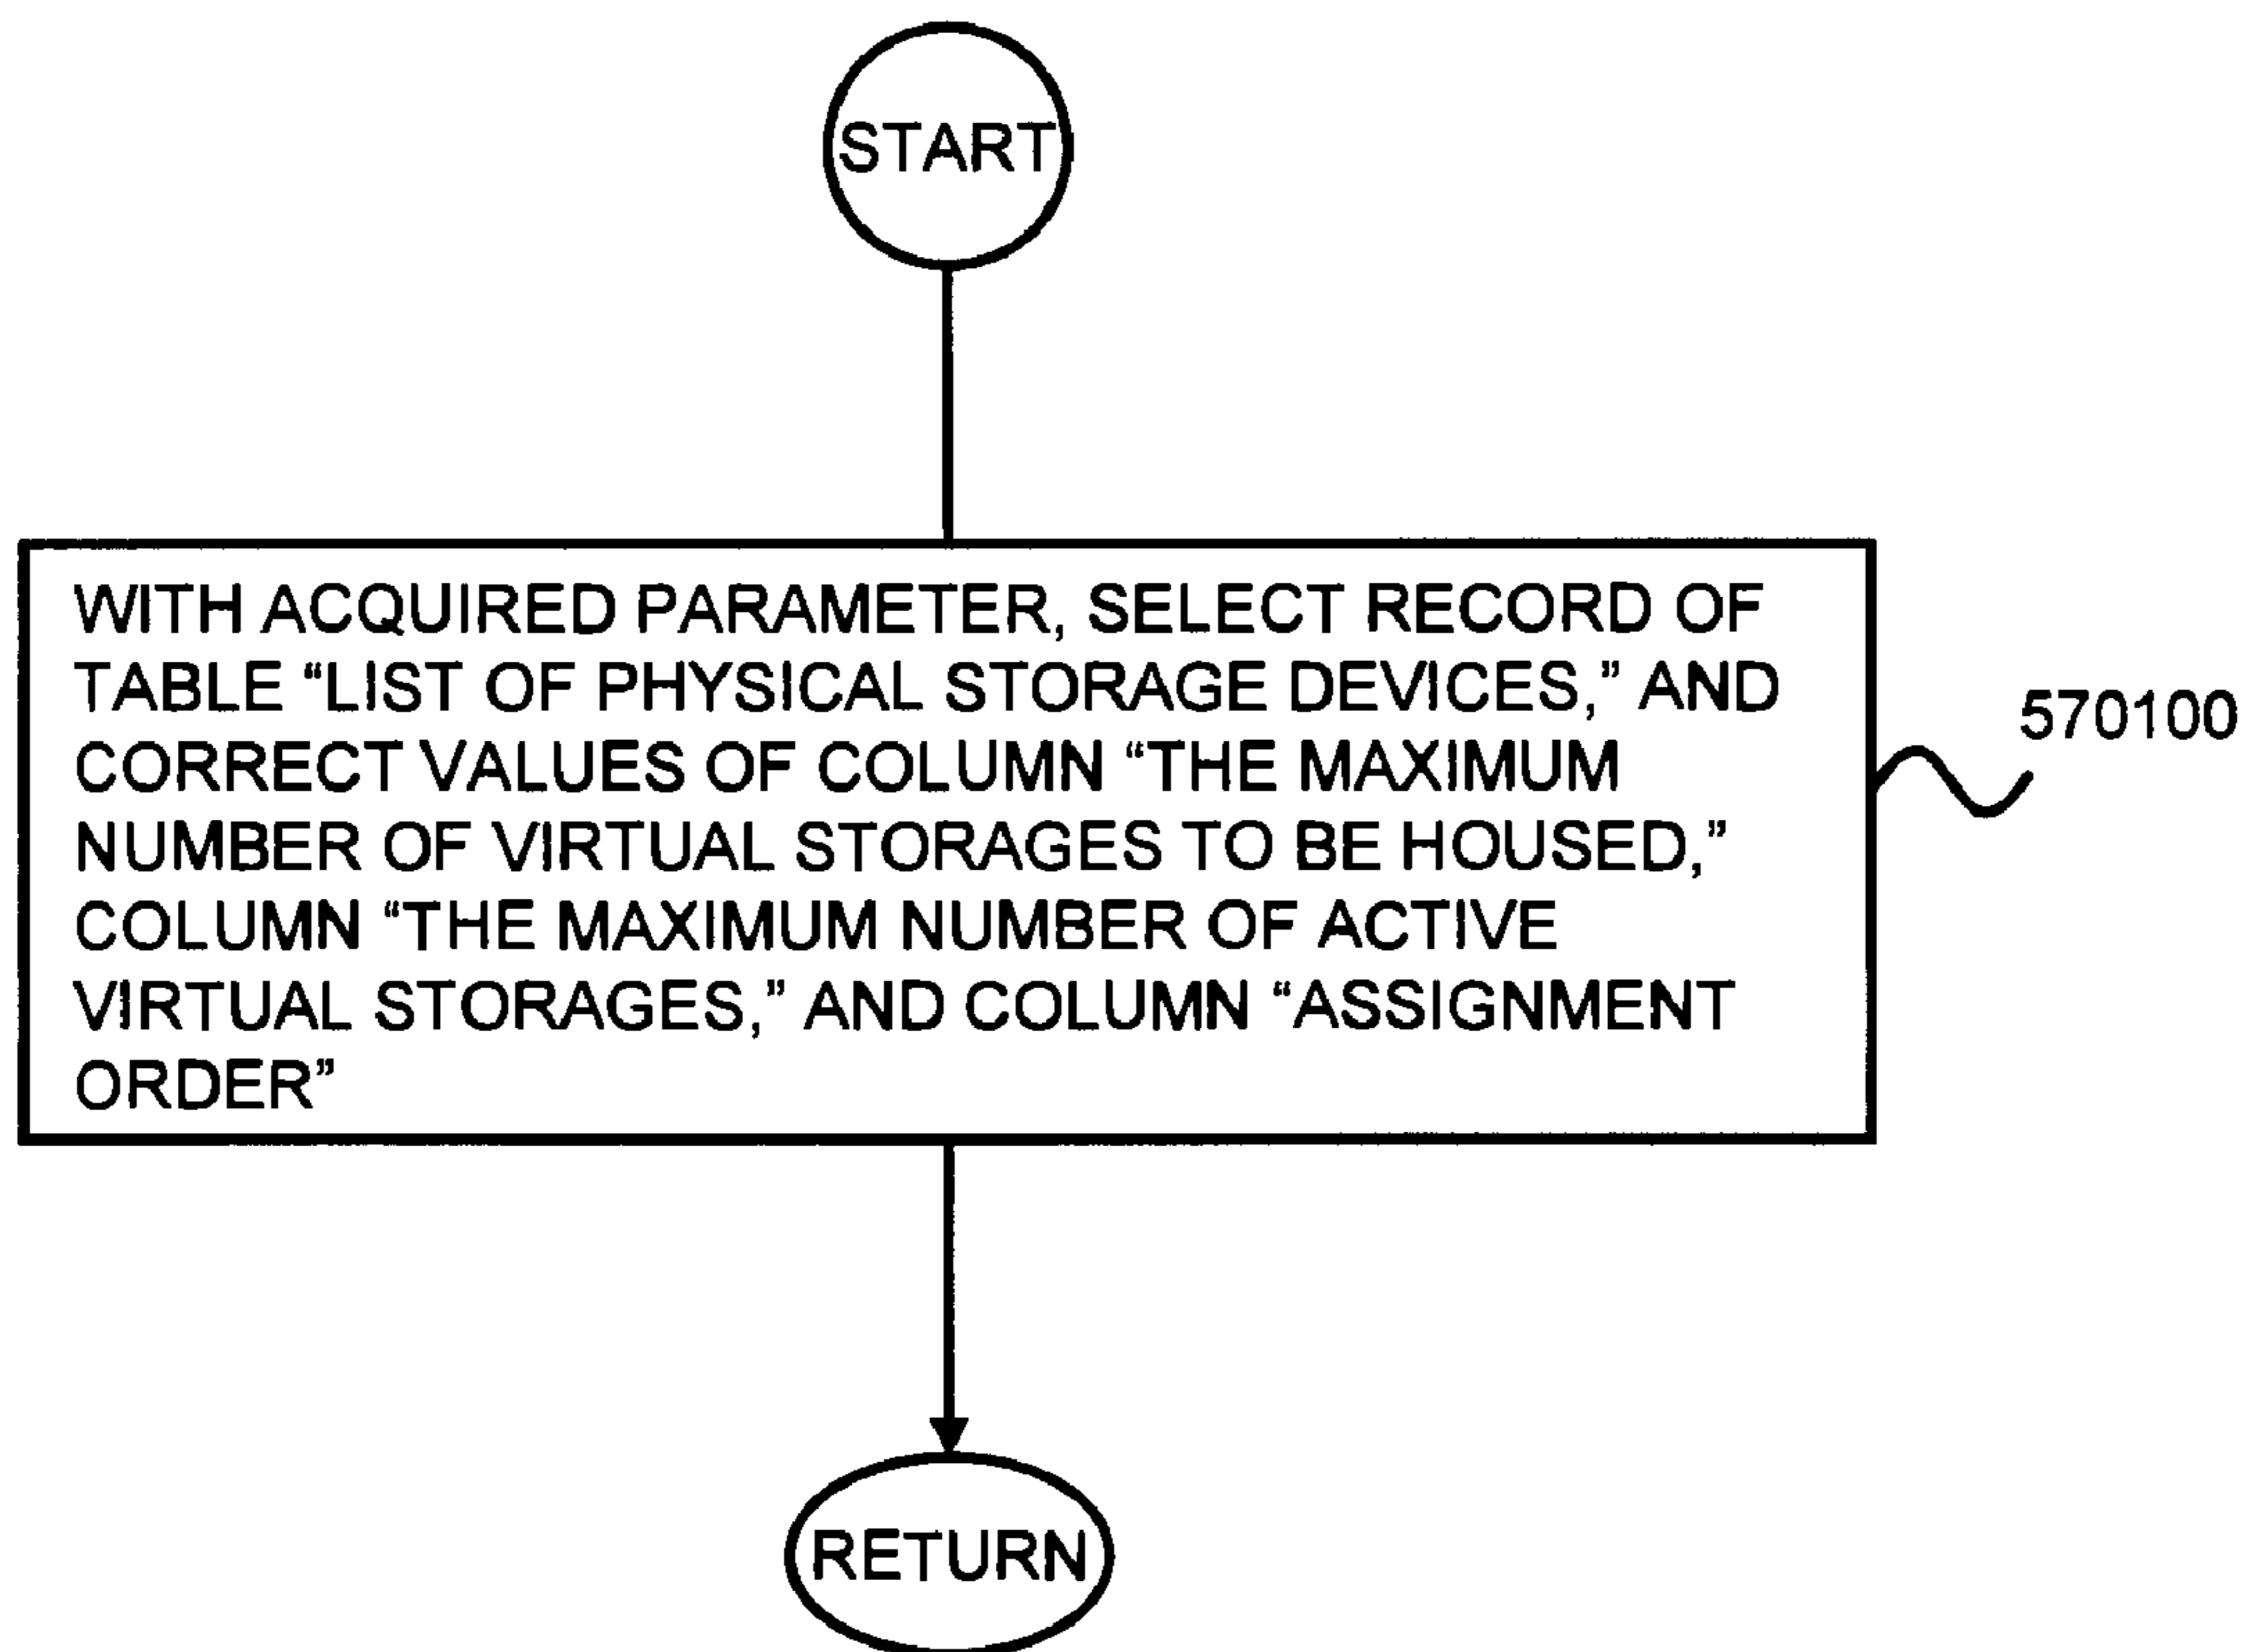 START
WITH ACQUIRED PARAMETER, SELECT RECORD OF
TABLE “LIST OF PHYSICAL STORAGE DEVICES,” AND
CORRECT VALUES OF COLUMN “THE MAXIMUM
NUMBER OF VIRTUAL STORAGES TO BE HOUSED,”
COLUMN “THE MAXIMUM NUMBER OF ACTIVE
VIRTUAL STORAGES,” AND COLUMN “ASSIGNMENT
ORDER”
570100
RETURN